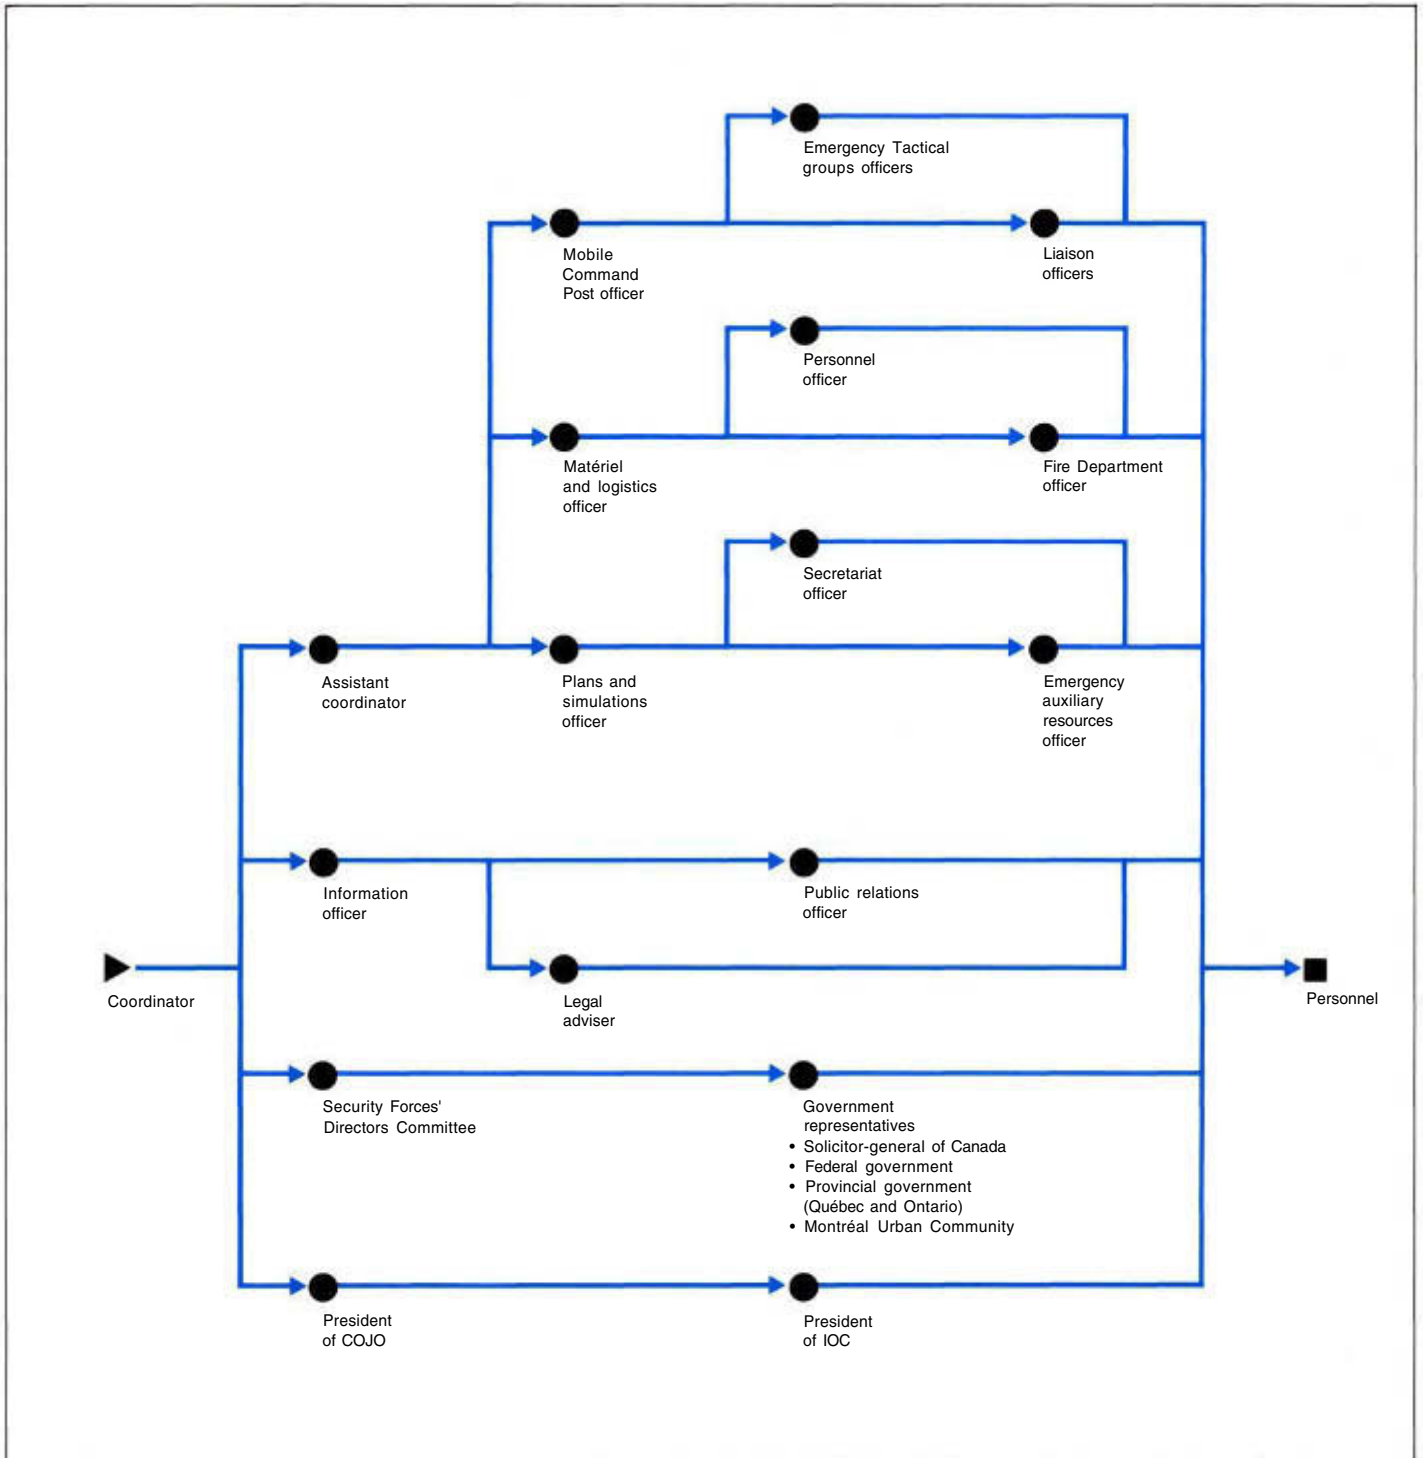 Emergency Tactical
groups officers
Mobile
Command
Post officer
Liaison
officers
Personnel
officer
Matériel
and logistics
officer
Fire Department
officer
Secretariat
officer
Assistant
coordinator
Plans and
simulations
officer
Emergency
auxiliary
resources
officer
Information
officer
Public relations
officer
Coordinator
Legal
adviser
Personnel
Security Forces'
Directors Committee
Government
representatives
• Solicitor-general of Canada
• Federal government
• Provincial government
(Québec and Ontario)
• Montréal Urban Community
President
of COJO
President
of IOC